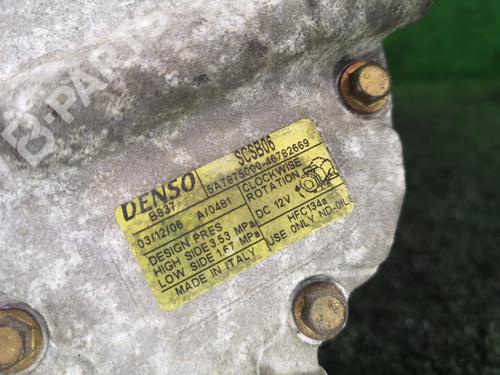 B-PARTS
DENSO SCSB06
B837 5A7875000-46782669
03/12/06 A/0481 CLOCKWISE
ROTATION
DESIGN PRES DC 12V
HIGH SIDE 3.53 MPa HFC134a
LOW SIDE 1.67 MPa USE ONLY ND-OIL8
MADE IN ITALY